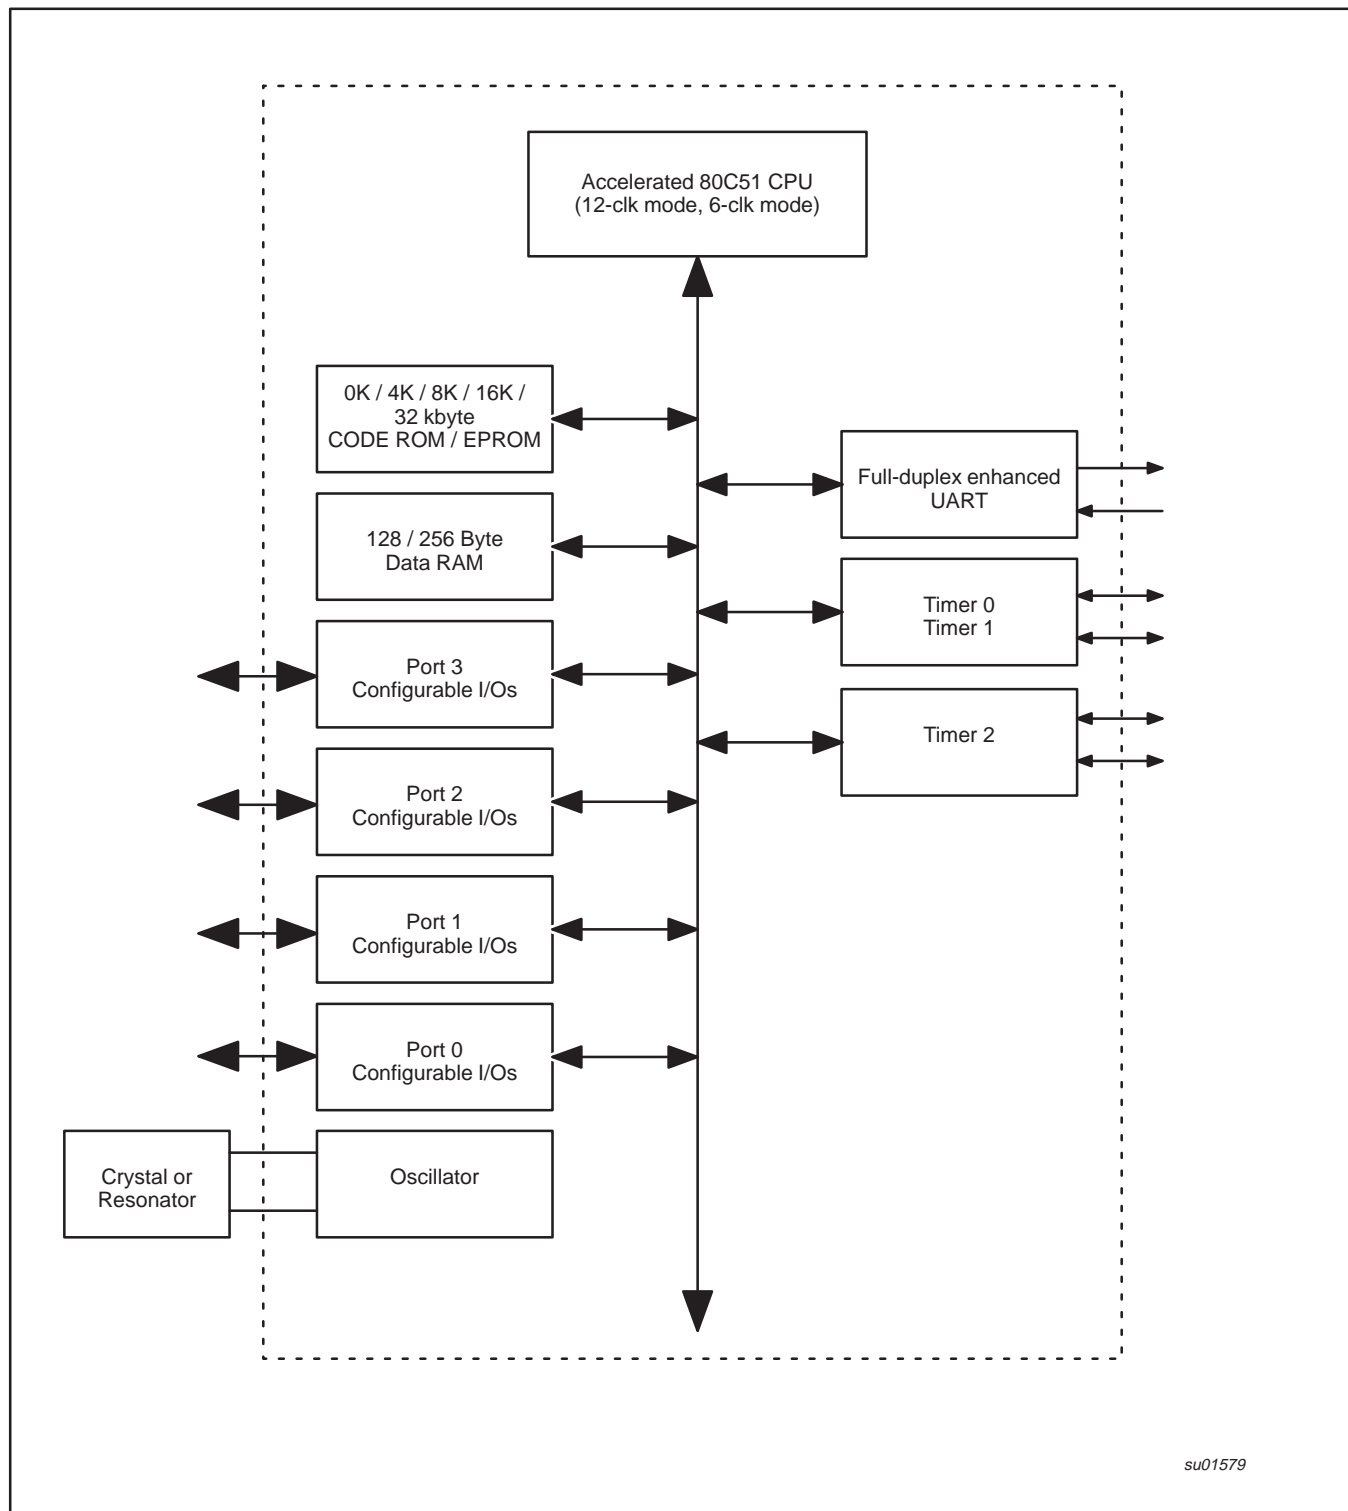 Accelerated 80C51 CPU
(12-clk mode, 6-clk mode)
0K / 4K / 8K / 16K /
32 kbyte
CODE ROM / EPROM
Full-duplex enhanced
UART
128 / 256 Byte
Data RAM
Timer 0
Timer 1
Port 3
Configurable I/Os
Timer 2
Port 2
Configurable I/Os
Port 1
Configurable I/Os
Port 0
Configurable I/Os
Crystal or
Resonator
Oscillator
su01579